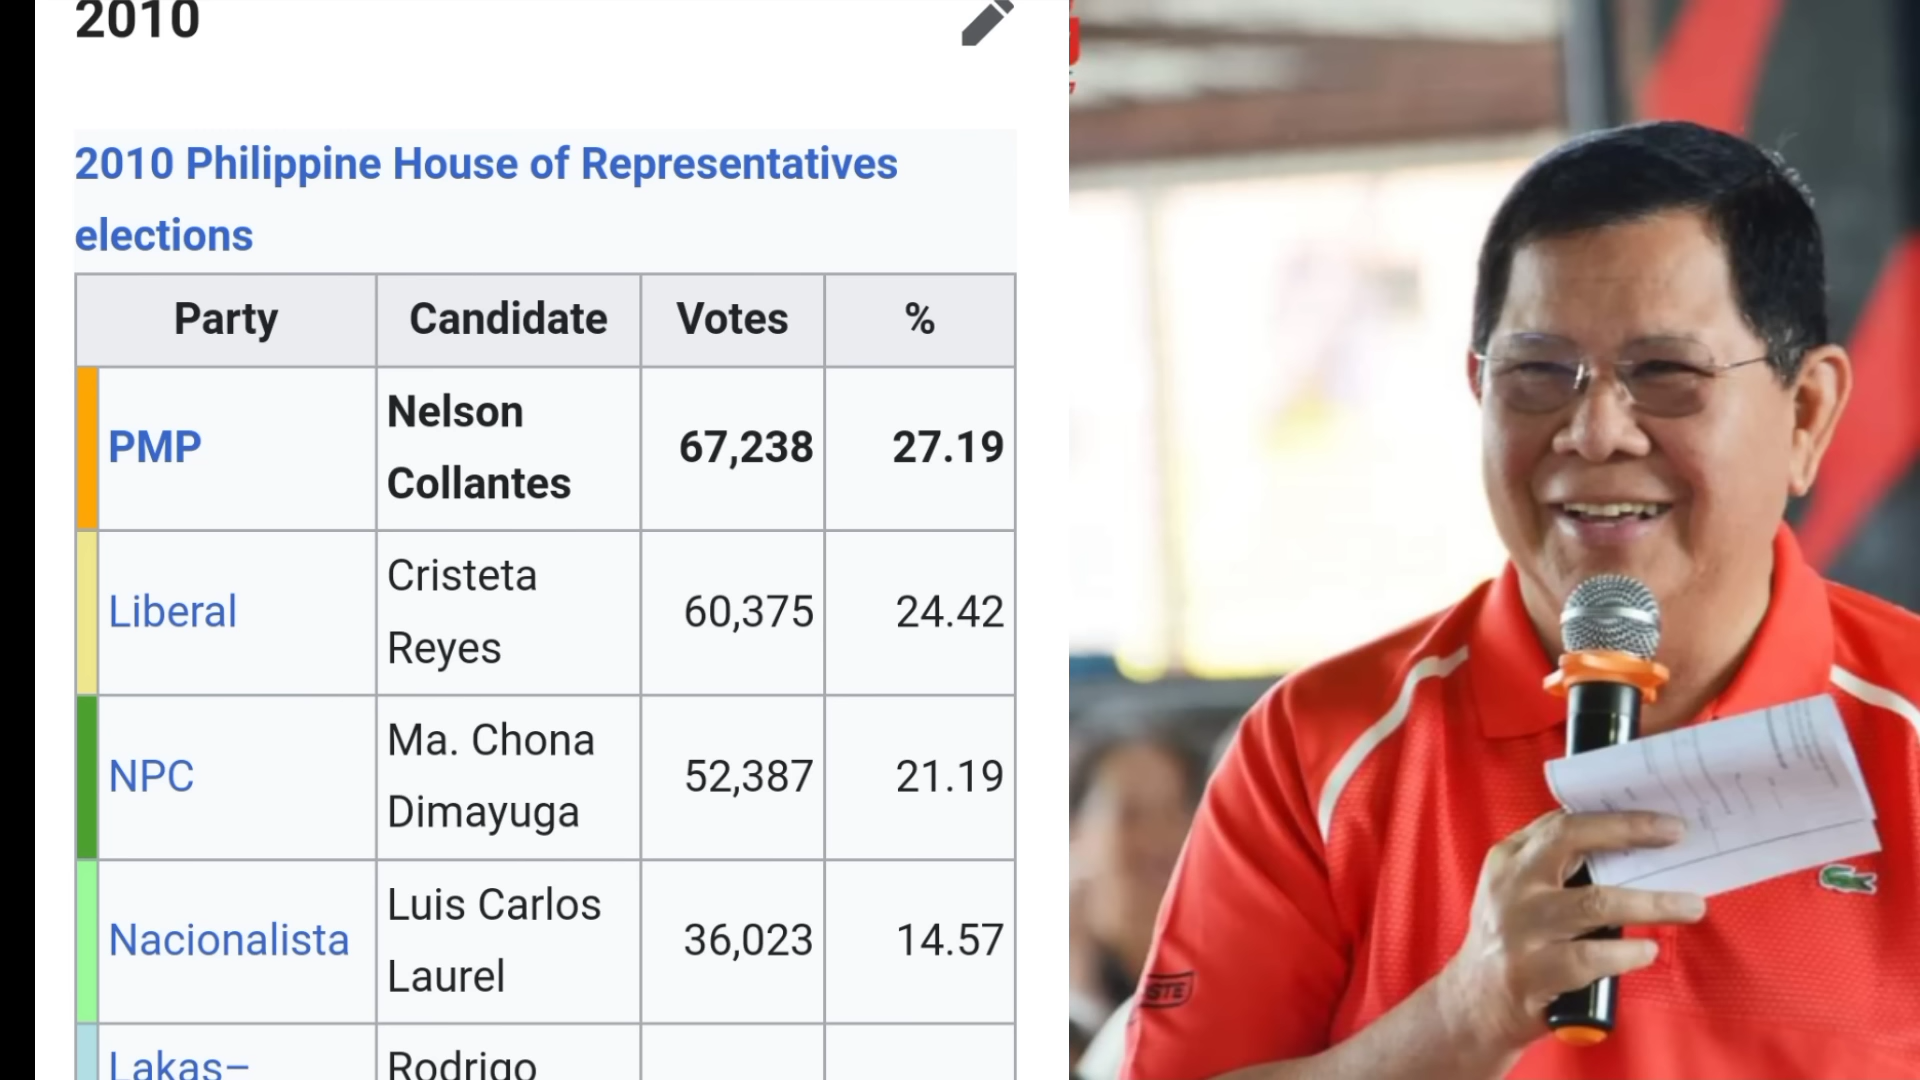 2010
2010 Philippine House of Representatives
elections
Party Candidate Votes %
PMP Nelson Collantes 67,238 27.19
Liberal Cristeta Reyes 60,375 24.42
NPC Ma. Chona Dimayuga 52,387 21.19
Nacionalista Luis Carlos Laurel 36,023 14.57
Lakas– Rodrigo